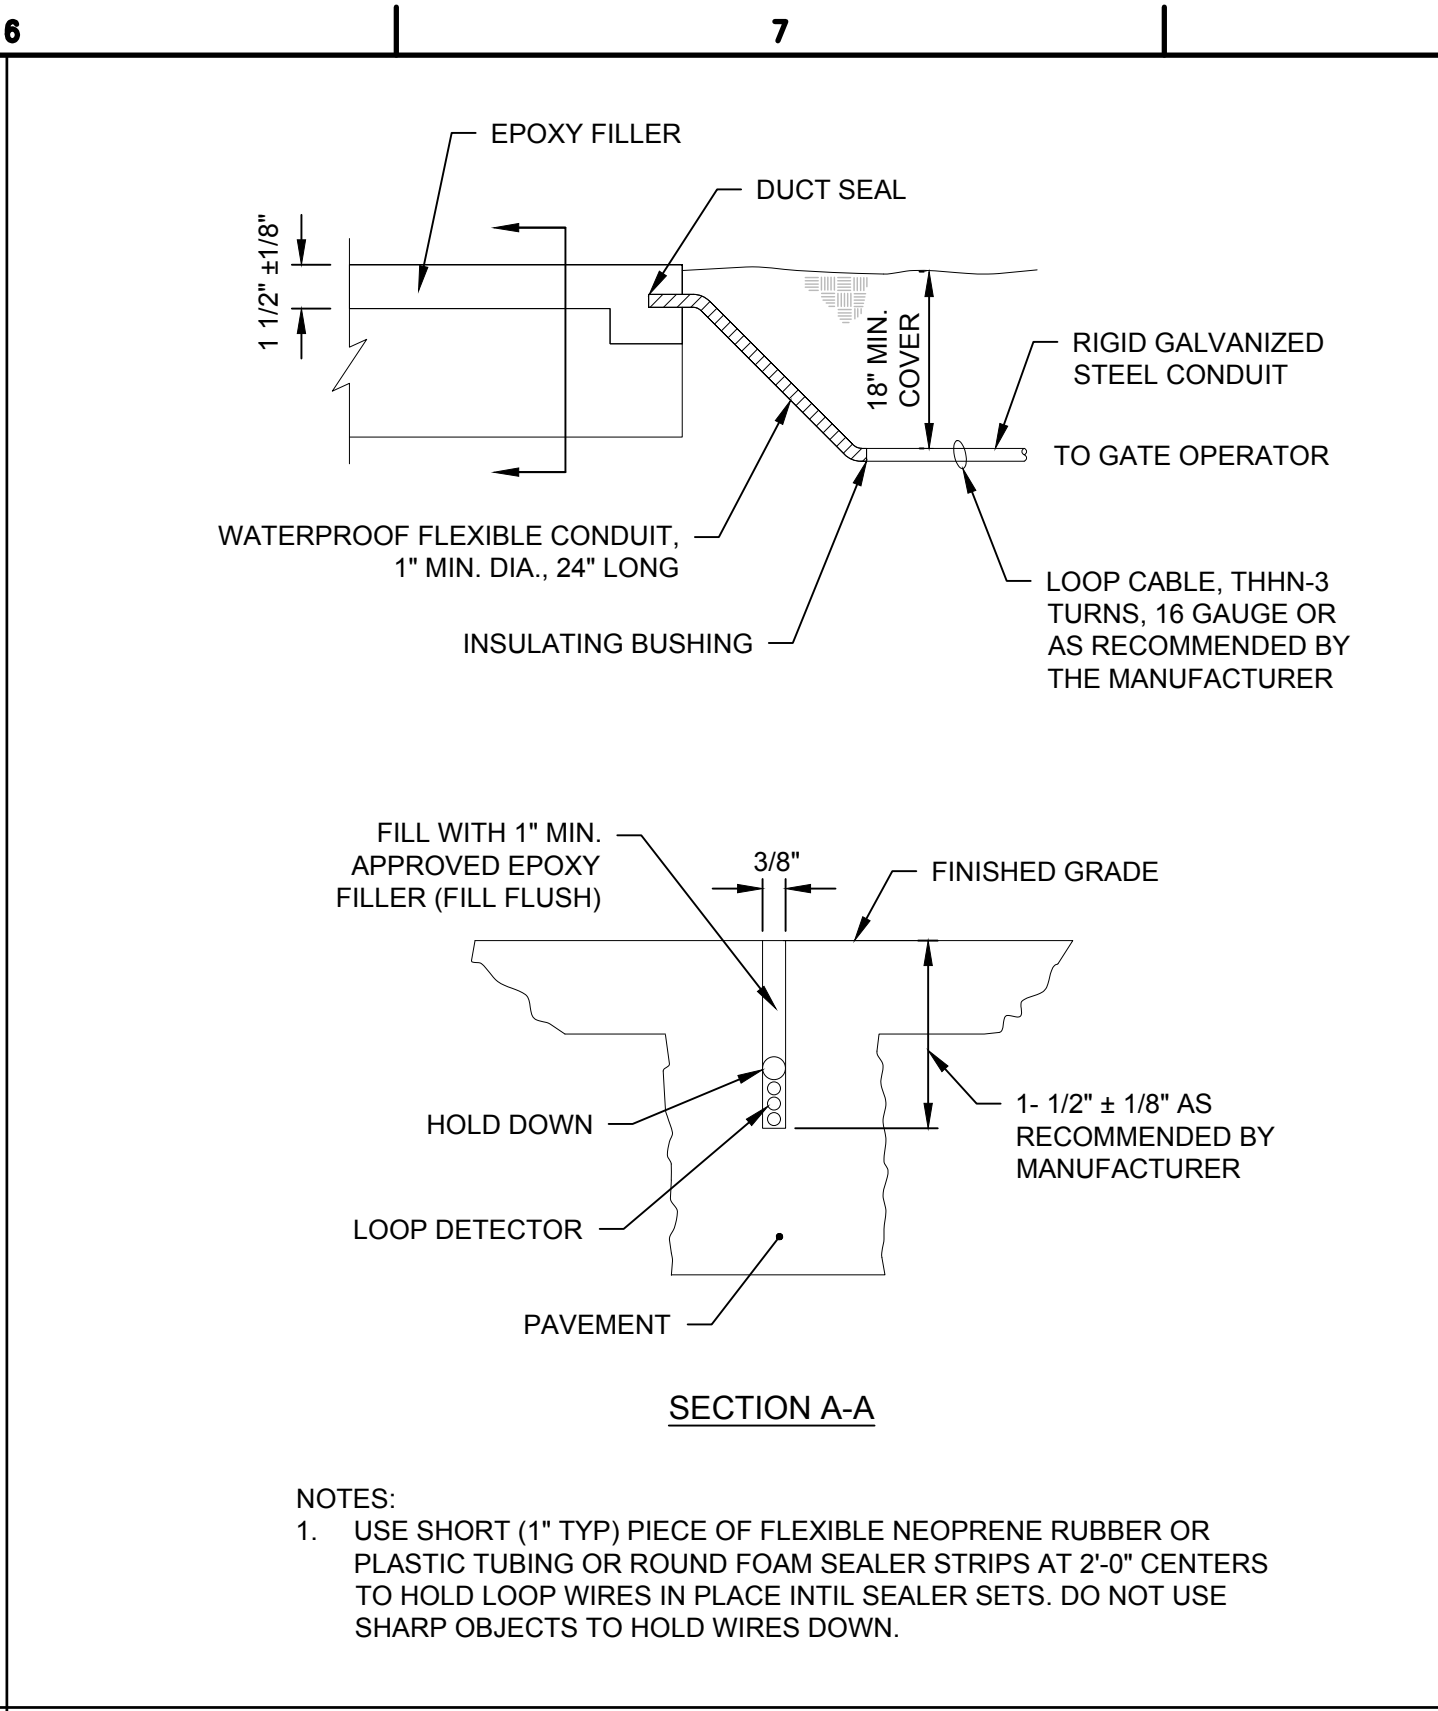 6
7
EPOXY FILLER
DUCT SEAL
1 1/2" ±1/8"
18" MIN.
COVER
RIGID GALVANIZED
STEEL CONDUIT
TO GATE OPERATOR
WATERPROOF FLEXIBLE CONDUIT,
1" MIN. DIA., 24" LONG
LOOP CABLE, THHN-3
TURNS, 16 GAUGE OR
AS RECOMMENDED BY
THE MANUFACTURER
INSULATING BUSHING
FILL WITH 1" MIN.
APPROVED EPOXY
FILLER (FILL FLUSH)
3/8"
FINISHED GRADE
HOLD DOWN
1- 1/2" ± 1/8" AS
RECOMMENDED BY
MANUFACTURER
LOOP DETECTOR
PAVEMENT
SECTION A-A
NOTES:
1. USE SHORT (1" TYP) PIECE OF FLEXIBLE NEOPRENE RUBBER OR
PLASTIC TUBING OR ROUND FOAM SEALER STRIPS AT 2'-0" CENTERS
TO HOLD LOOP WIRES IN PLACE INTIL SEALER SETS. DO NOT USE
SHARP OBJECTS TO HOLD WIRES DOWN.